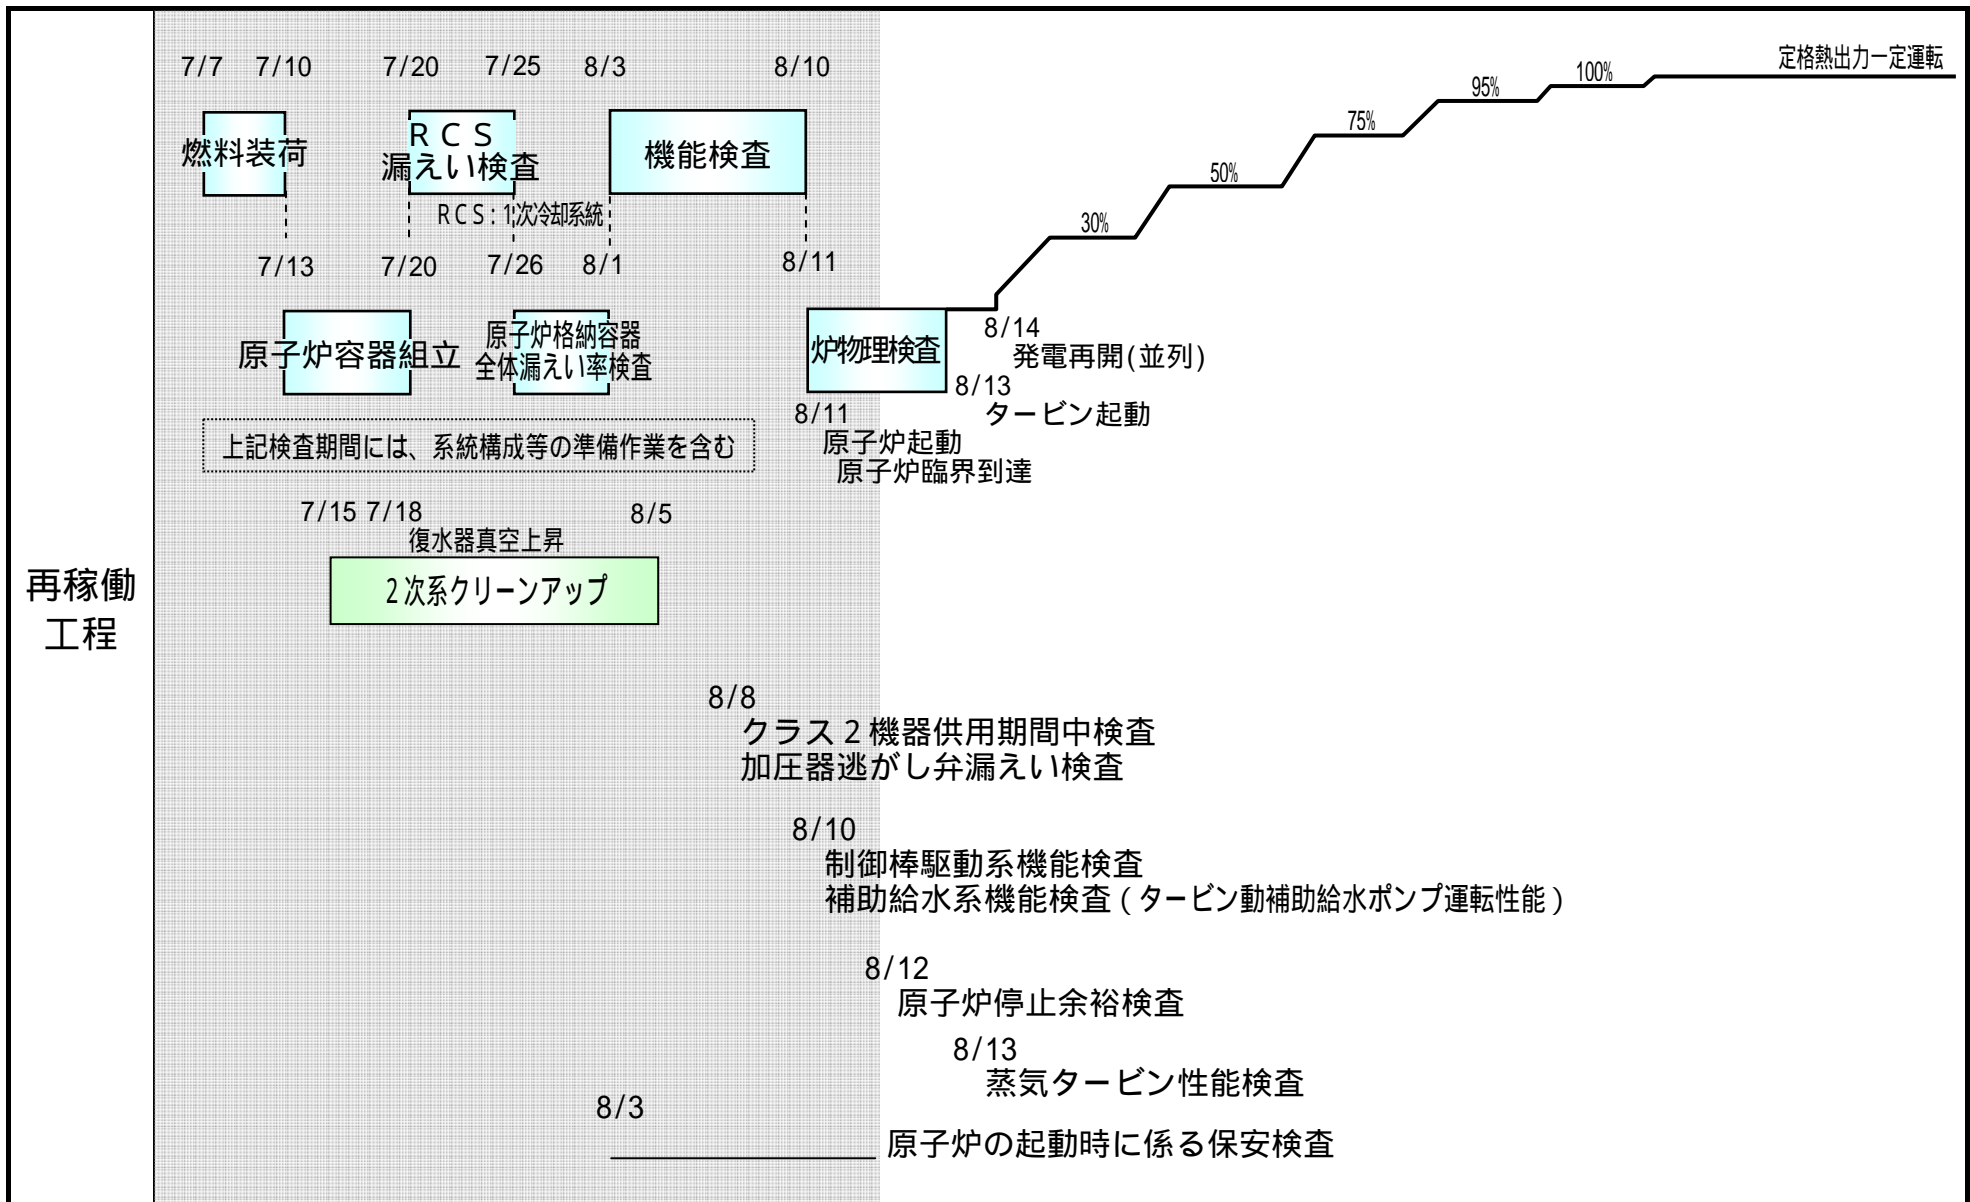 再稼働
工程
7/7 7/10 7/20 7/25 8/3 8/10
燃料装荷
ＲＣＳ
漏えい検査
機能検査
ＲＣＳ：1次冷却系統
7/13 7/20 7/26 8/1 8/11
原子炉容器組立
原子炉格納容器
全体漏えい率検査
炉物理検査
上記検査期間には、系統構成等の準備作業を含む
8/11
原子炉起動
原子炉臨界到達
8/13
タービン起動
8/14
発電再開(並列)
30%
50%
75%
95%
100%
定格熱出力一定運転
7/15 7/18 8/5
復水器真空上昇
２次系クリーンアップ
8/8
クラス２機器供用期間中検査
加圧器逃がし弁漏えい検査
8/10
制御棒駆動系機能検査
補助給水系機能検査（タービン動補助給水ポンプ運転性能）
8/12
原子炉停止余裕検査
8/13
蒸気タービン性能検査
8/3
原子炉の起動時に係る保安検査